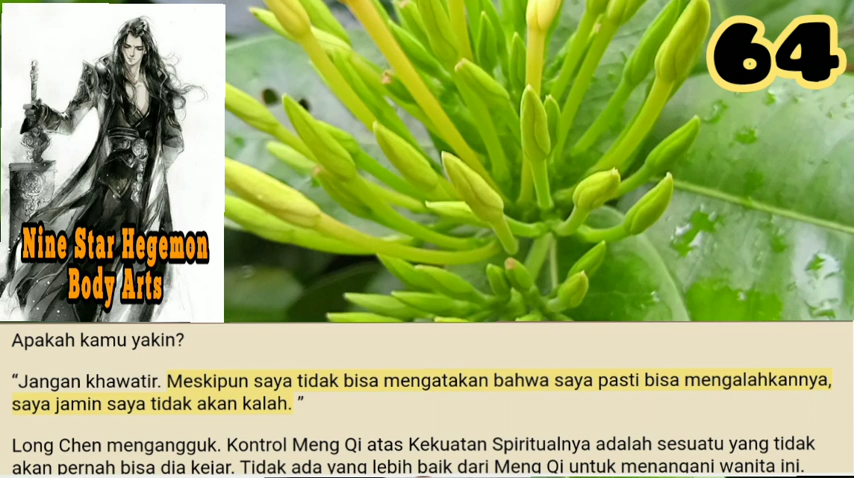 64
Nine Star Hegemon
Body Arts
Apakah kamu yakin?
“Jangan khawatir. Meskipun saya tidak bisa mengatakan bahwa saya pasti bisa mengalahkannya,
saya jamin saya tidak akan kalah. ”
Long Chen mengangguk. Kontrol Meng Qi atas Kekuatan Spiritualnya adalah sesuatu yang tidak
akan pernah bisa dia kejar. Tidak ada yang lebih baik dari Meng Qi untuk menangani wanita ini.